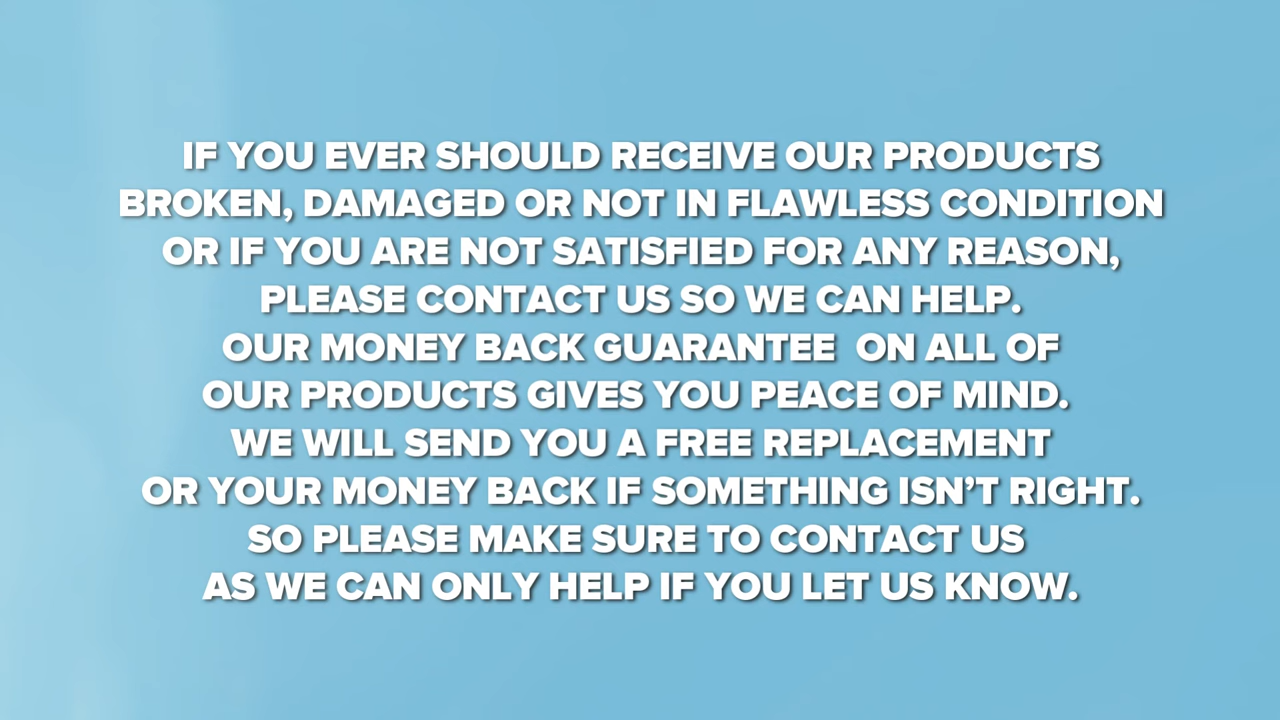 IF YOU EVER SHOULD RECEIVE OUR PRODUCTS
BROKEN, DAMAGED OR NOT IN FLAWLESS CONDITION
OR IF YOU ARE NOT SATISFIED FOR ANY REASON,
PLEASE CONTACT US SO WE CAN HELP.
OUR MONEY BACK GUARANTEE  ON ALL OF
OUR PRODUCTS GIVES YOU PEACE OF MIND.
WE WILL SEND YOU A FREE REPLACEMENT
OR YOUR MONEY BACK IF SOMETHING ISN’T RIGHT.
SO PLEASE MAKE SURE TO CONTACT US
AS WE CAN ONLY HELP IF YOU LET US KNOW.